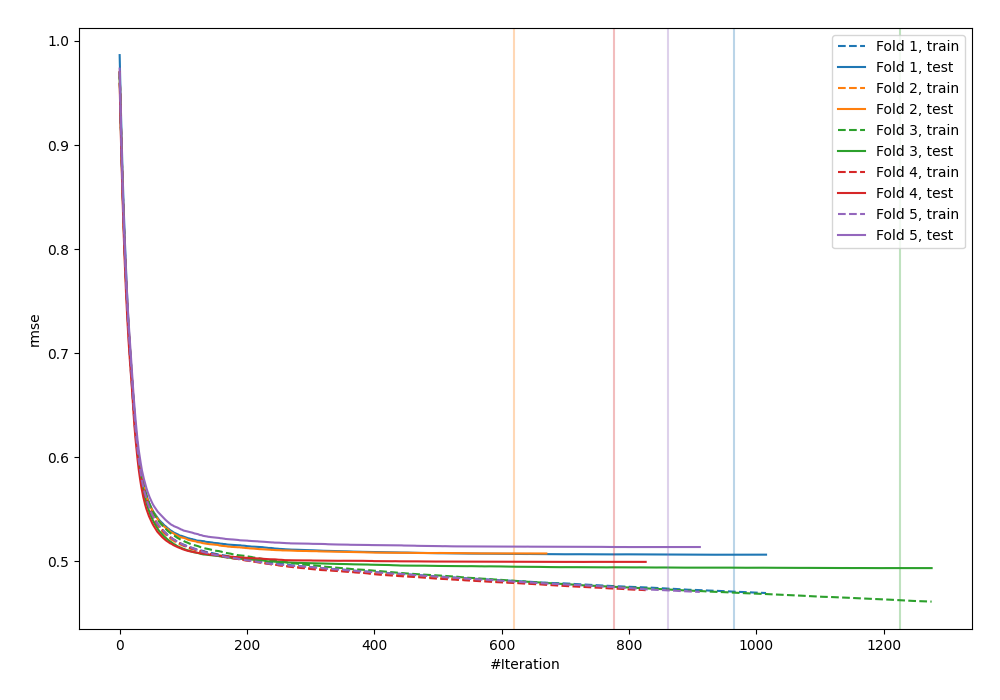 1.0
0.9
0.8
0.7
0.6
0.5
rmse
0
200
400
600
800
1000
1200
#Iteration
Fold 1, train
Fold 1, test
Fold 2, train
Fold 2, test
Fold 3, train
Fold 3, test
Fold 4, train
Fold 4, test
Fold 5, train
Fold 5, test